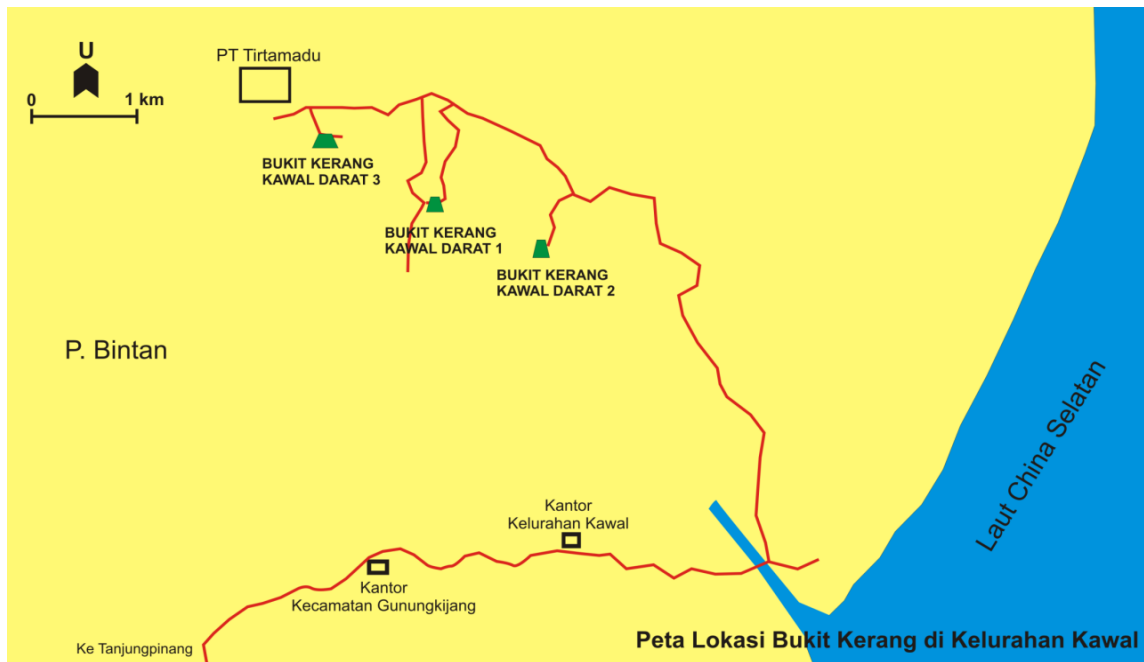 PT Tirtamadu
U
0 1 km
BUKIT KERANG
KAWAL DARAT 3
BUKIT KERANG
KAWAL DARAT 1
BUKIT KERANG
KAWAL DARAT 2
P. Bintan
Laut China Selatan
Kantor
Kelurahan Kawal
Kantor
Kecamatan Gunungkijang
Ke Tanjungpinang
Peta Lokasi Bukit Kerang di Kelurahan Kawal